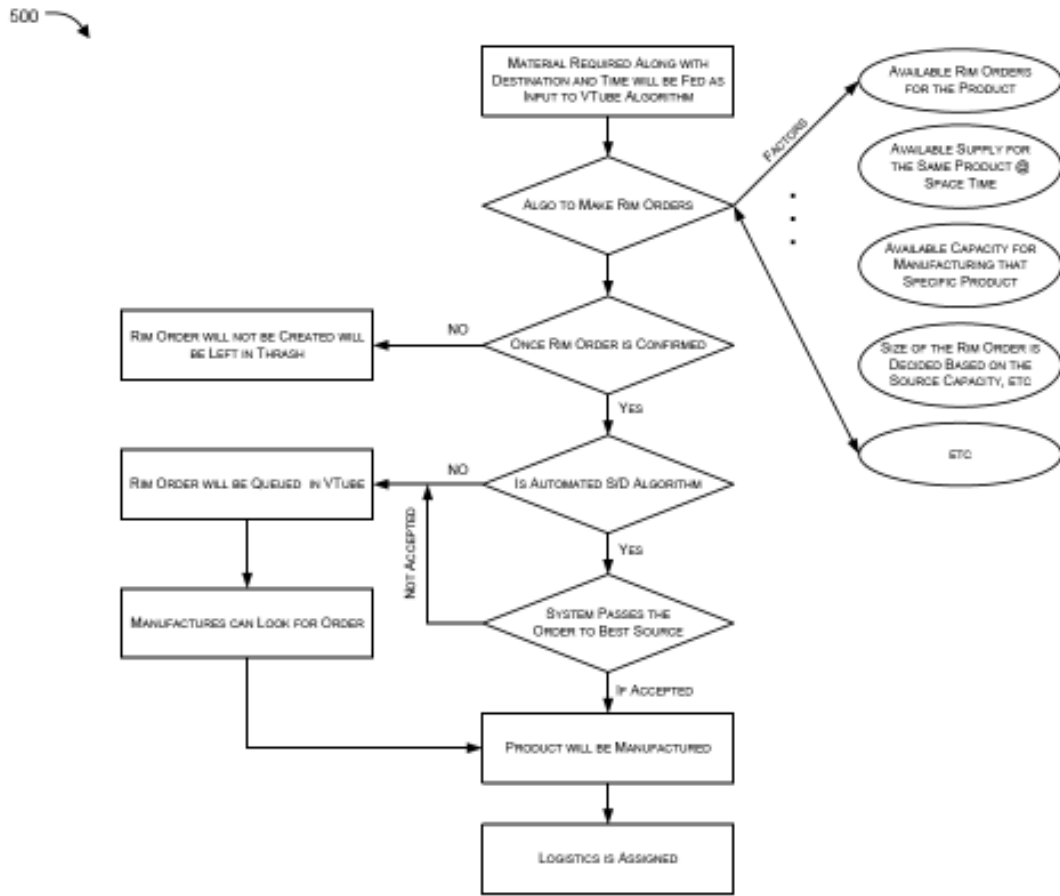 500
Material Required Along with
Destination and Time will be Fed as
Input to VTube Algorithm
Factors
Available Rim Orders
for the Product
Available Supply for
the Same Product @
Space Time
Algo to Make Rim Orders
Available Capacity for
Manufacturing that
Specific Product
Rim Order will not be Created will
be Left in Thrash
NO
Once Rim Order is Confirmed
Size of the Rim Order is
Decided Based on the
Source Capacity, etc
Yes
etc
Rim Order will be Queued in VTube
NO
Is Automated S/D Algorithm
Not Accepted
Yes
Manufactures can Look for Order
System Passes the
Order to Best Source
If Accepted
Product will be Manufactured
Logistics is Assigned